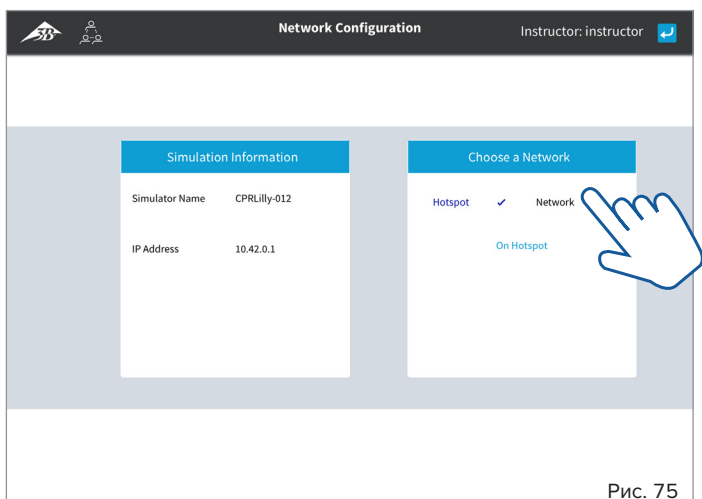 3B
Network Configuration
Instructor: instructor
Simulation Information
Simulator Name CPRLilly-012
IP Address 10.42.0.1
Choose a Network
Hotspot ✓ Network
On Hotspot
Рис. 75